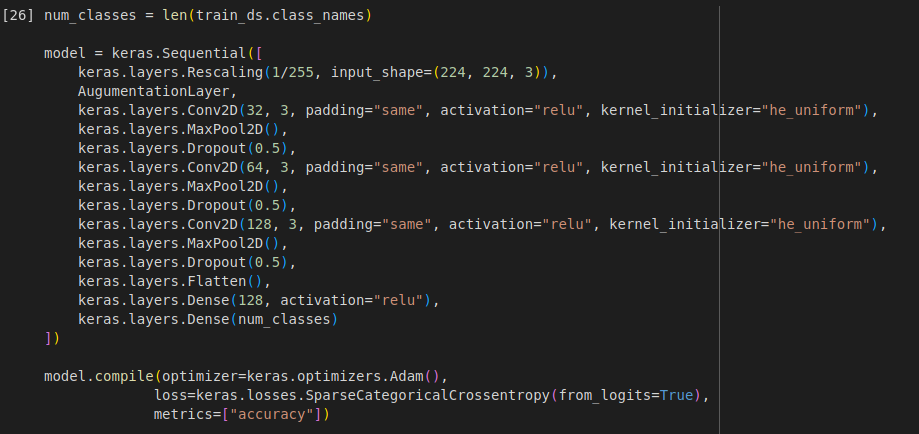 [26] num_classes = len(train_ds.class_names)
model = keras.Sequential([
keras.layers.Rescaling(1/255, input_shape=(224, 224, 3)),
AugumentationLayer,
keras.layers.Conv2D(32, 3, padding="same", activation="relu", kernel_initializer="he_uniform"),
keras.layers.MaxPool2D(),
keras.layers.Dropout(0.5),
keras.layers.Conv2D(64, 3, padding="same", activation="relu", kernel_initializer="he_uniform"),
keras.layers.MaxPool2D(),
keras.layers.Dropout(0.5),
keras.layers.Conv2D(128, 3, padding="same", activation="relu", kernel_initializer="he_uniform"),
keras.layers.MaxPool2D(),
keras.layers.Dropout(0.5),
keras.layers.Flatten(),
keras.layers.Dense(128, activation="relu"),
keras.layers.Dense(num_classes)
])
model.compile(optimizer=keras.optimizers.Adam(),
loss=keras.losses.SparseCategoricalCrossentropy(from_logits=True),
metrics=["accuracy"])